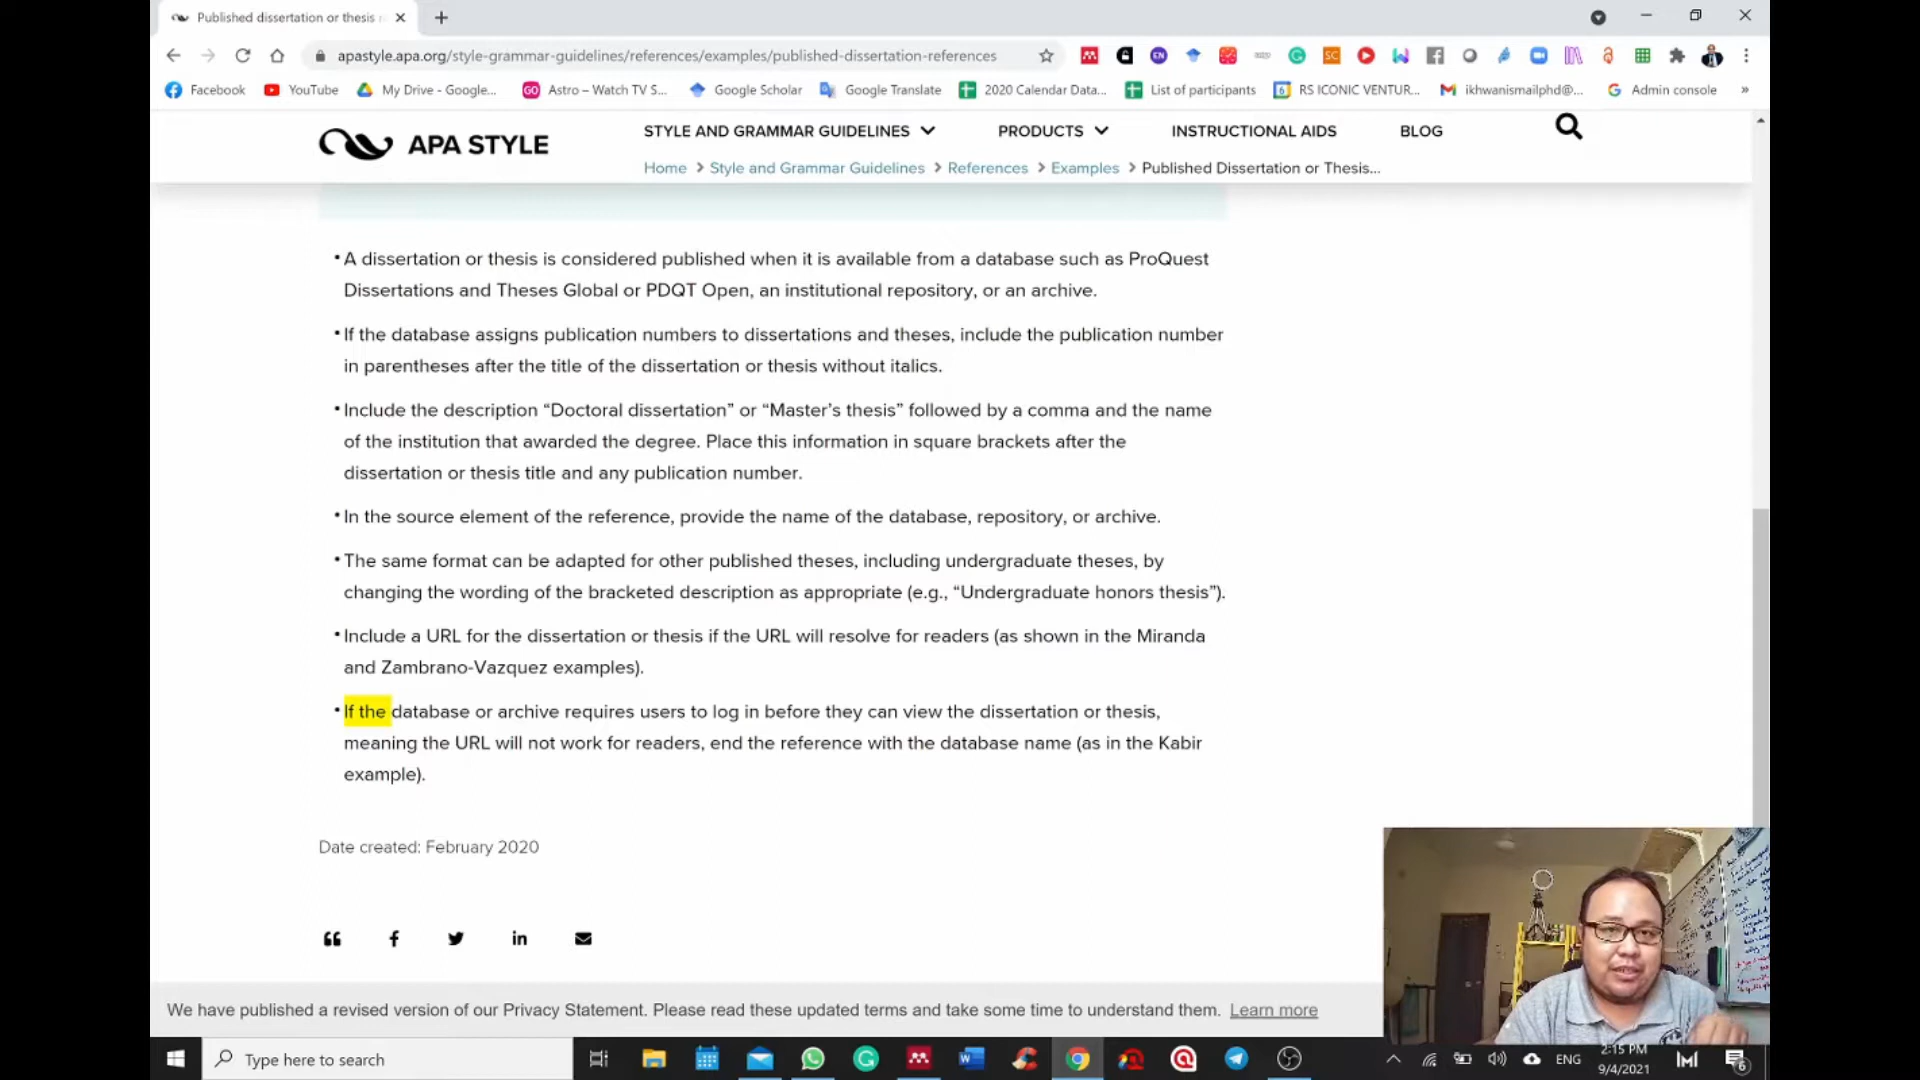 Published dissertation or thesis
apastyle.apa.org/style-grammar-guidelines/references/examples/published-dissertation-references
Facebook YouTube My Drive - Google... Astro – Watch TV S... Google Scholar Google Translate 2020 Calendar Data... List of participants RS ICONIC VENTUR... ikhwanismailphd@... Admin console »
APA STYLE
STYLE AND GRAMMAR GUIDELINES PRODUCTS INSTRUCTIONAL AIDS BLOG
Home > Style and Grammar Guidelines > References > Examples > Published Dissertation or Thesis...
• A dissertation or thesis is considered published when it is available from a database such as ProQuest
Dissertations and Theses Global or PDQT Open, an institutional repository, or an archive.
• If the database assigns publication numbers to dissertations and theses, include the publication number
in parentheses after the title of the dissertation or thesis without italics.
• Include the description “Doctoral dissertation” or “Master’s thesis” followed by a comma and the name
of the institution that awarded the degree. Place this information in square brackets after the
dissertation or thesis title and any publication number.
• In the source element of the reference, provide the name of the database, repository, or archive.
• The same format can be adapted for other published theses, including undergraduate theses, by
changing the wording of the bracketed description as appropriate (e.g., “Undergraduate honors thesis”).
• Include a URL for the dissertation or thesis if the URL will resolve for readers (as shown in the Miranda
and Zambrano-Vazquez examples).
• If the database or archive requires users to log in before they can view the dissertation or thesis,
meaning the URL will not work for readers, end the reference with the database name (as in the Kabir
example).
Date created: February 2020
We have published a revised version of our Privacy Statement. Please read these updated terms and take some time to understand them. Learn more
Type here to search
ENG
2:15 PM
9/4/2021